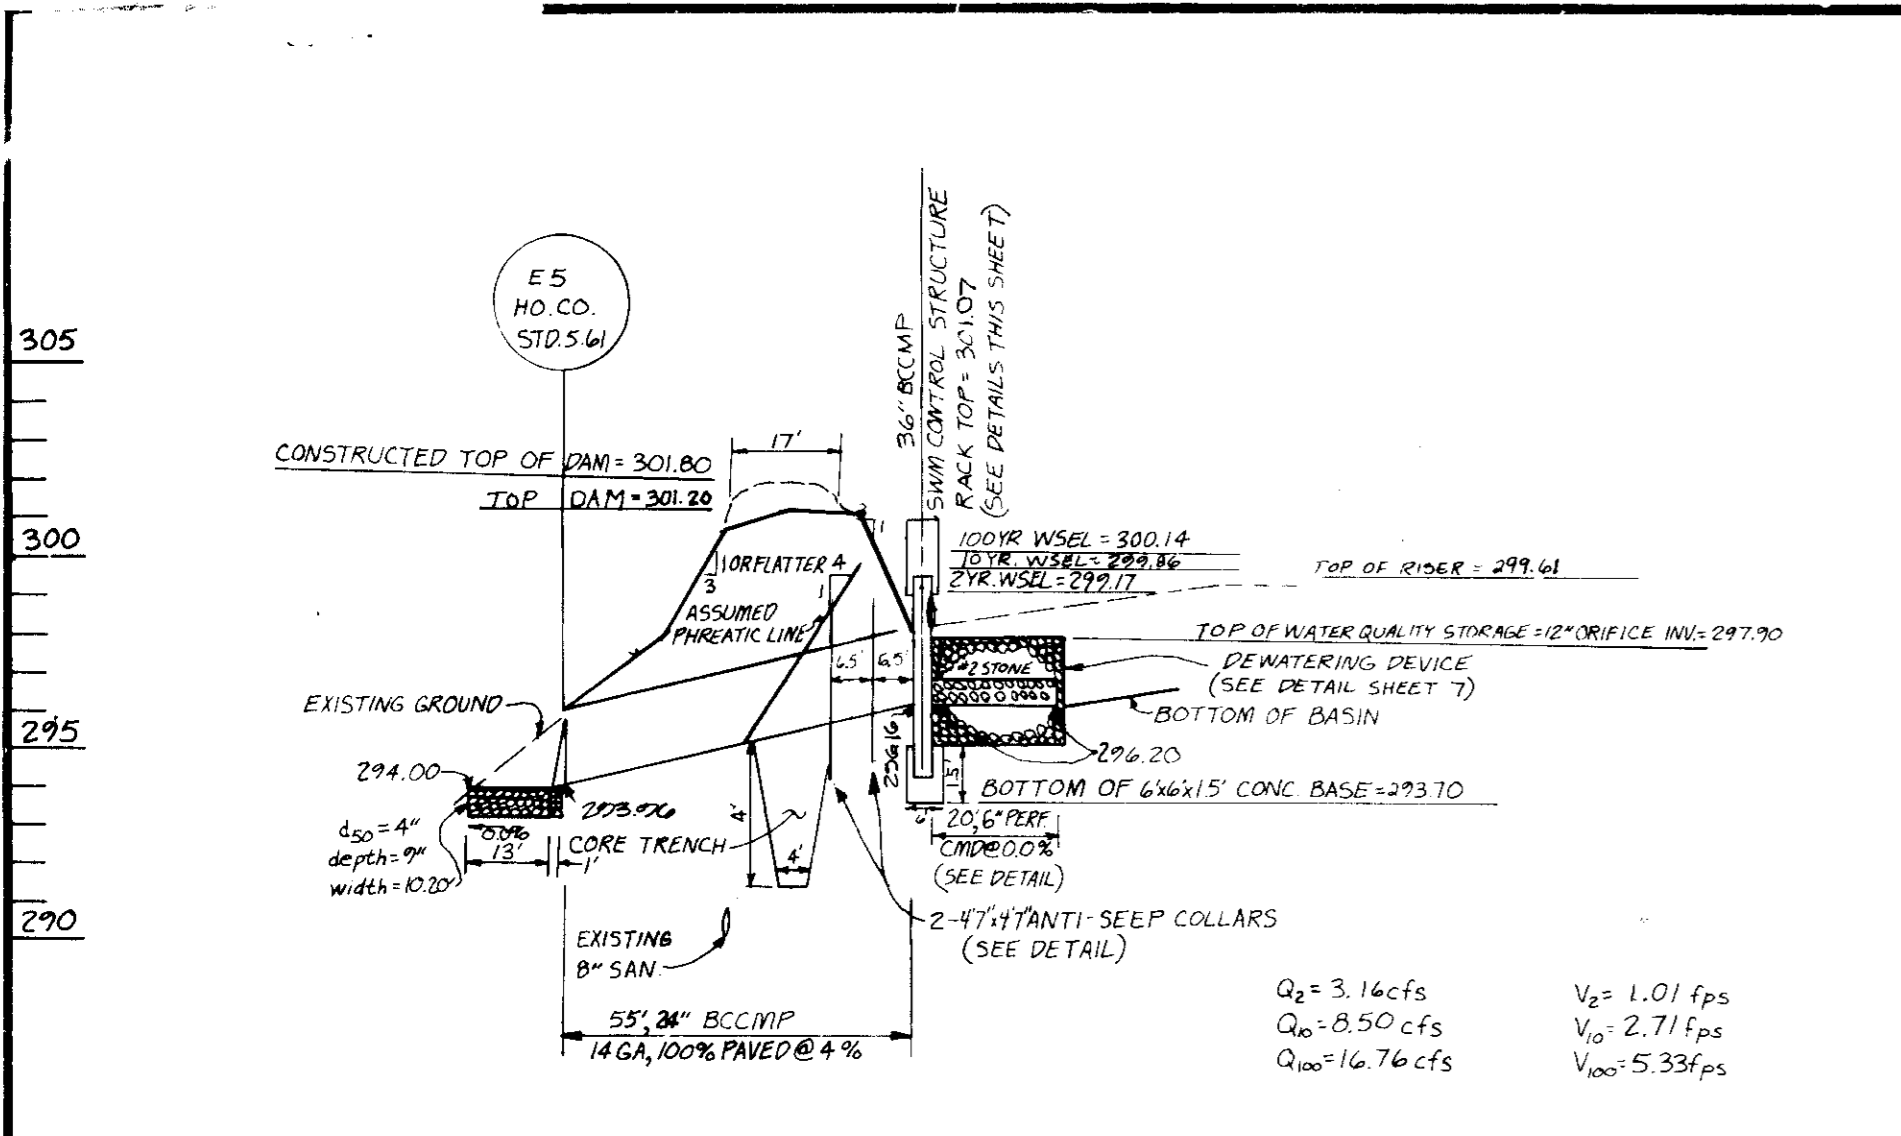 E5
HO.CO.
STD.5.61
305
300
295
290
CONSTRUCTED TOP OF DAM = 301.80
TOP DAM = 301.20
17'
36" BCCMP
SWM CONTROL STRUCTURE
RACK TOP = 301.07
(SEE DETAILS THIS SHEET)
100YR WSEL = 300.14
10YR. WSEL = 299.86
2YR. WSEL = 299.17
TOP OF RISER = 299.61
1 OR FLATTER
3
4
1
1
ASSUMED
PHREATIC LINE
6.5'
6.5'
#2 STONE
TOP OF WATER QUALITY STORAGE = 12" ORIFICE INV. = 297.90
DEWATERING DEVICE
(SEE DETAIL SHEET 7)
BOTTOM OF BASIN
EXISTING GROUND
294.00
296.16
296.20
1.5'
BOTTOM OF 6'x6'x1.5' CONC. BASE = 293.70
6'
d50 = 4"
depth = 9"
width = 10.20'
0.0%
13'
1'
CORE TRENCH
4'
4'
20', 6" PERF.
CMP@0.0%
(SEE DETAIL)
2-4'7"x4'7" ANTI-SEEP COLLARS
(SEE DETAIL)
EXISTING
8" SAN.
55', 24" BCCMP
14GA, 100% PAVED @ 4%
Q2 = 3.16cfs
Q10 = 8.50 cfs
Q100 = 16.76 cfs
V2 = 1.01 fps
V10 = 2.71 fps
V100 = 5.33fps